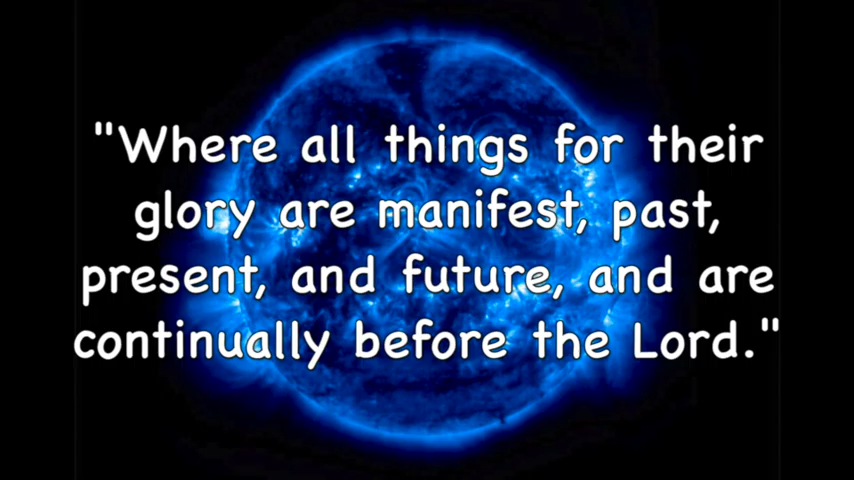 "Where all things for their
glory are manifest, past,
present, and future, and are
continually before the Lord."